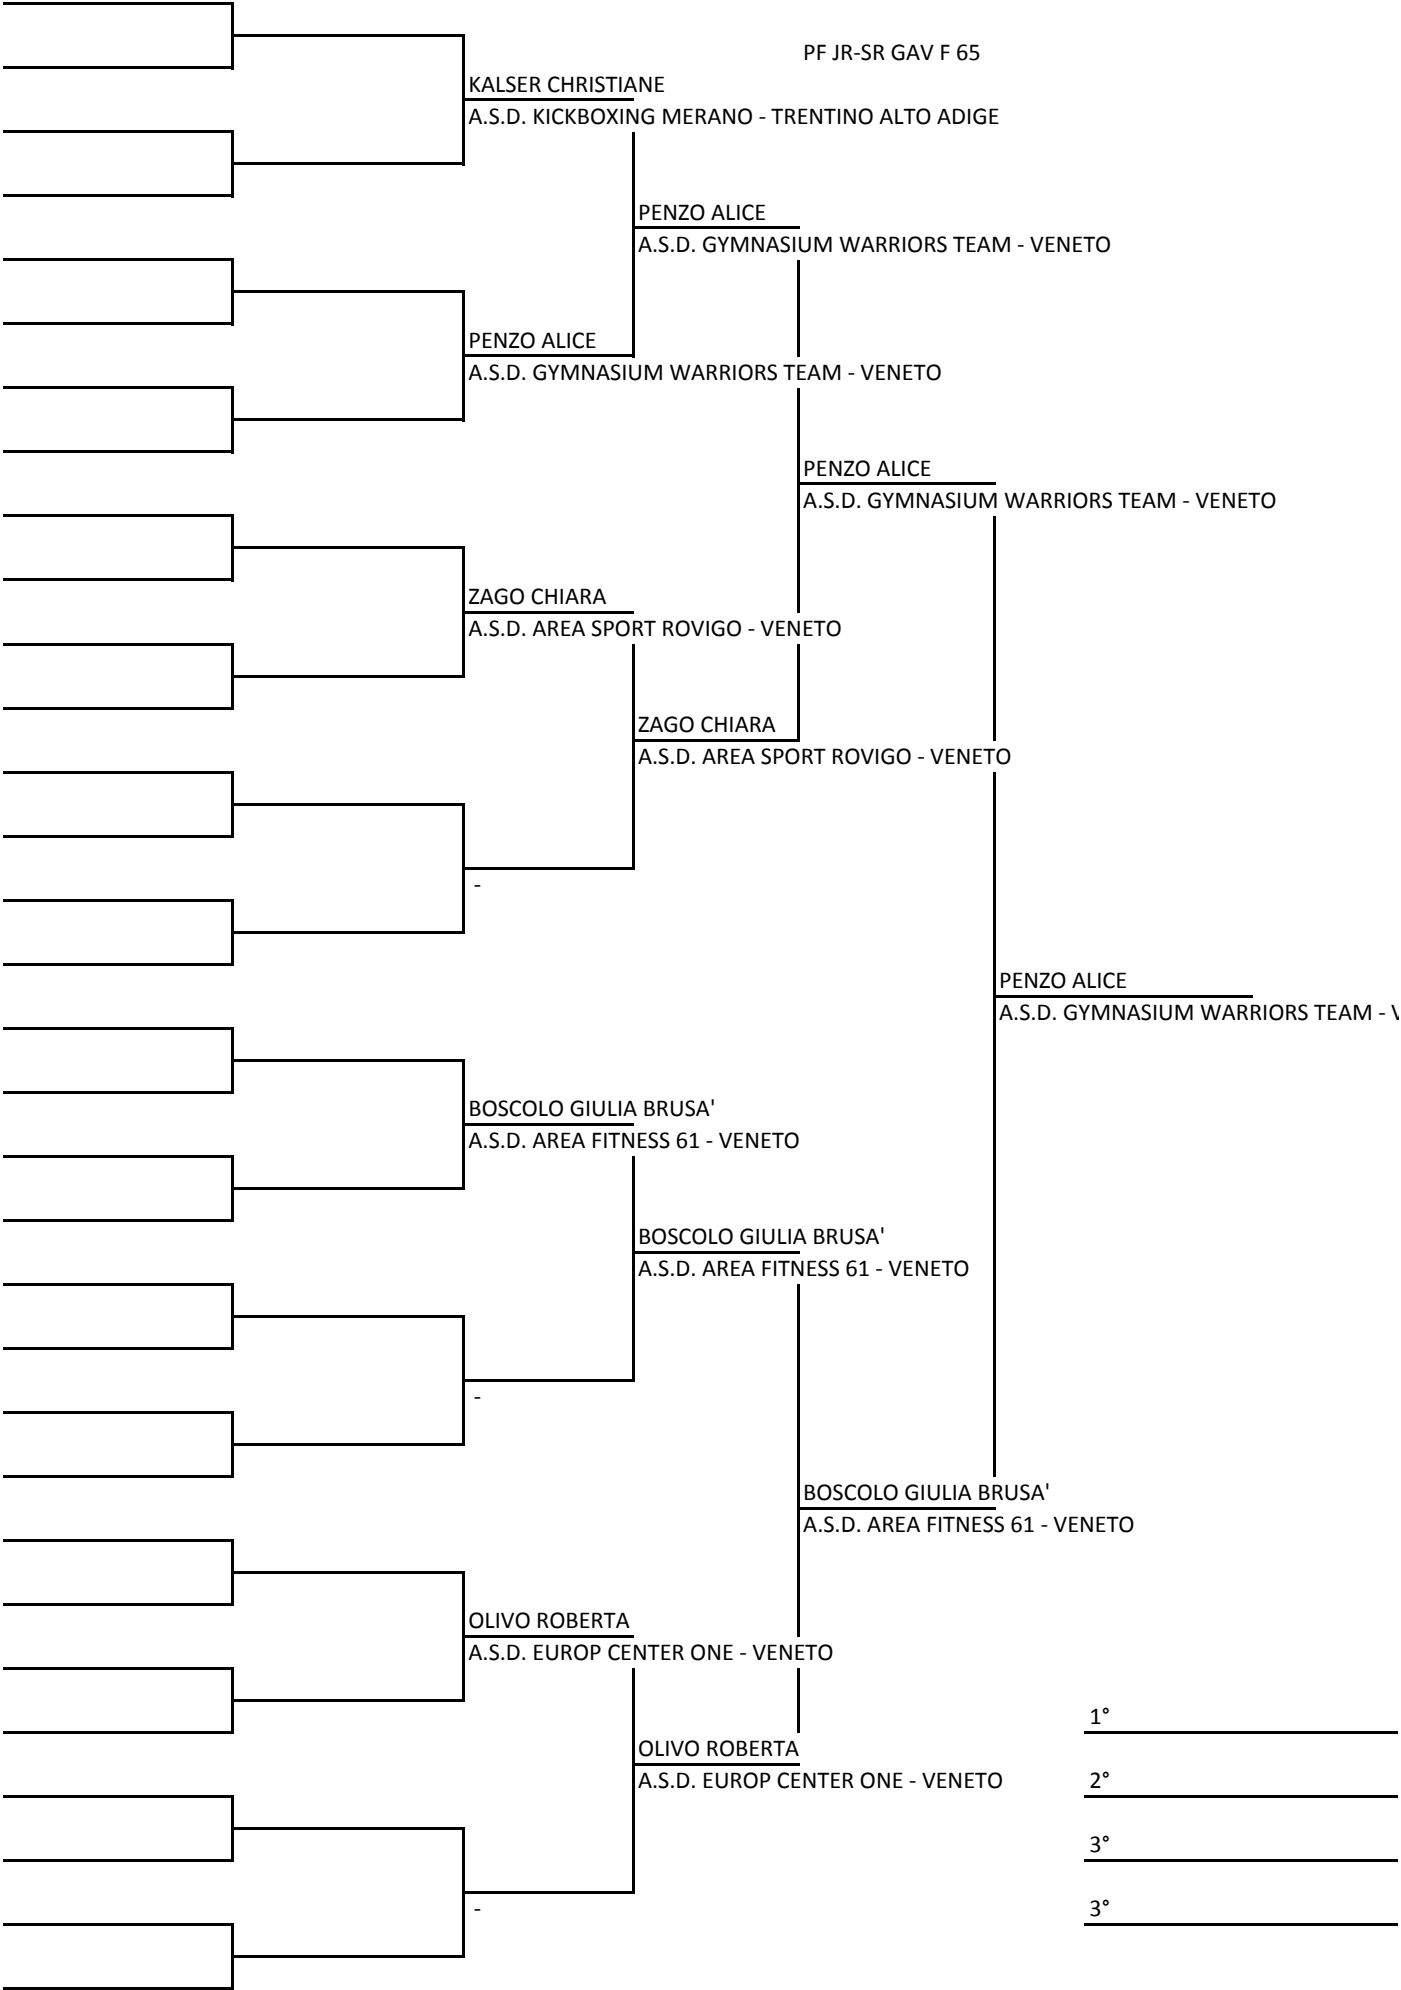 PF JR-SR GAV F 65
KALSER CHRISTIANE
A.S.D. KICKBOXING MERANO - TRENTINO ALTO ADIGE
PENZO ALICE
A.S.D. GYMNASIUM WARRIORS TEAM - VENETO
PENZO ALICE
A.S.D. GYMNASIUM WARRIORS TEAM - VENETO
PENZO ALICE
A.S.D. GYMNASIUM WARRIORS TEAM - VENETO
ZAGO CHIARA
A.S.D. AREA SPORT ROVIGO - VENETO
ZAGO CHIARA
A.S.D. AREA SPORT ROVIGO - VENETO
-
PENZO ALICE
A.S.D. GYMNASIUM WARRIORS TEAM - V
BOSCOLO GIULIA BRUSA'
A.S.D. AREA FITNESS 61 - VENETO
BOSCOLO GIULIA BRUSA'
A.S.D. AREA FITNESS 61 - VENETO
-
BOSCOLO GIULIA BRUSA'
A.S.D. AREA FITNESS 61 - VENETO
OLIVO ROBERTA
A.S.D. EUROP CENTER ONE - VENETO
1°
OLIVO ROBERTA
A.S.D. EUROP CENTER ONE - VENETO
2°
3°
-
3°